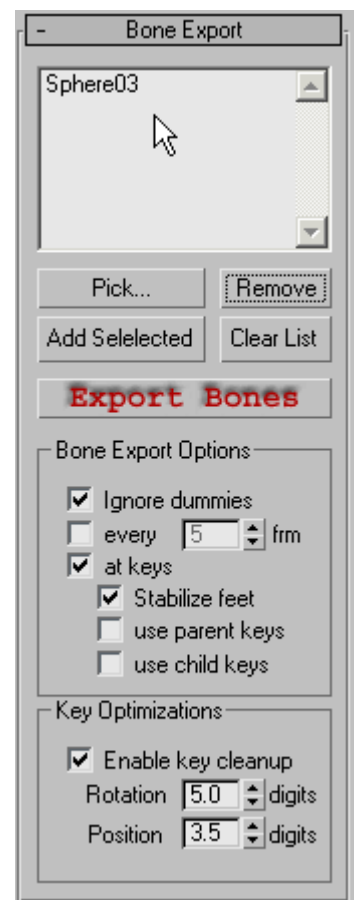 - Bone Export
Sphere03
Pick... Remove
Add Selelected Clear List
Export Bones
Bone Export Options
Ignore dummies
every 5 frm
at keys
Stabilize feet
use parent keys
use child keys
Key Optimizations
Enable key cleanup
Rotation 5.0 digits
Position 3.5 digits